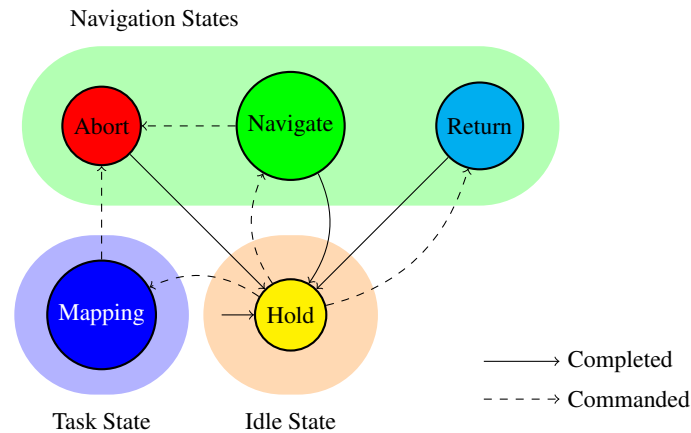 Navigation States
Abort
Navigate
Return
Mapping
Hold
Completed
Commanded
Task State
Idle State